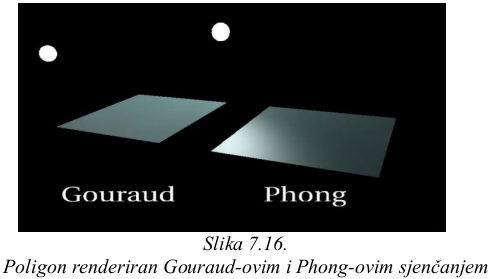 Gouraud Phong
Slika 7.16.
Poligon renderiran Gouraud-ovim i Phong-ovim sjenčanjem